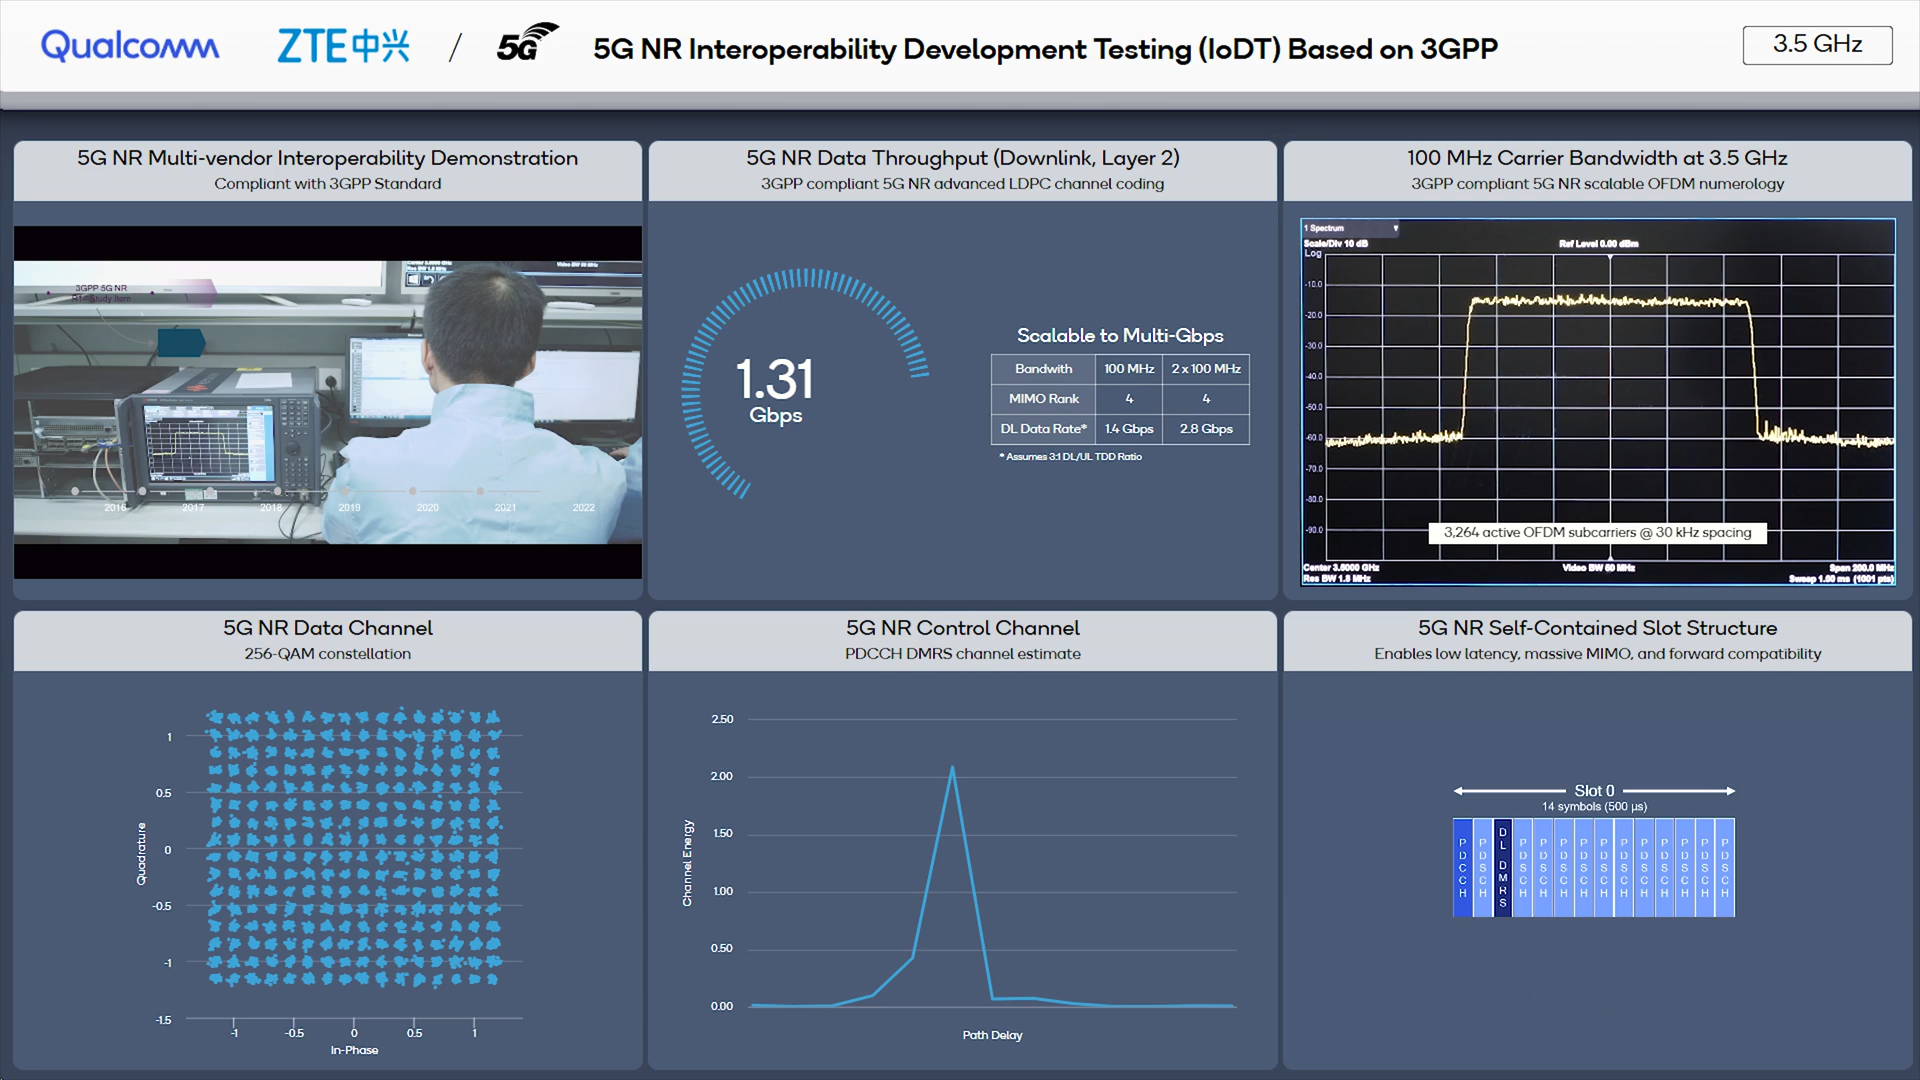 Qualcomm
ZTE中兴
/
5G
5G NR Interoperability Development Testing (IoDT) Based on 3GPP
3.5 GHz
5G NR Multi-vendor Interoperability Demonstration
Compliant with 3GPP Standard
3GPP 5G NR
R14 Study Item
2016 2017 2018 2019 2020 2021 2022
5G NR Data Throughput (Downlink, Layer 2)
3GPP compliant 5G NR advanced LDPC channel coding
1.31
Gbps
Scalable to Multi-Gbps
Bandwith 100 MHz 2 x 100 MHz
MIMO Rank 4 4
DL Data Rate* 1.4 Gbps 2.8 Gbps
* Assumes 3:1 DL/UL TDD Ratio
100 MHz Carrier Bandwidth at 3.5 GHz
3GPP compliant 5G NR scalable OFDM numerology
1 Spectrum
Scale/Div 10 dB
Ref Level 0.00 dBm
Log
-10.0
-20.0
-30.0
-40.0
-50.0
-60.0
-70.0
-80.0
-90.0
3,264 active OFDM subcarriers @ 30 kHz spacing
Center 3.5000 GHz
Video BW 50 MHz
Span 200.0 MHz
Res BW 1.8 MHz
Sweep 1.00 ms (1001 pts)
5G NR Data Channel
256-QAM constellation
Quadrature
1
0.5
0
-0.5
-1
-1.5
-1 -0.5 0 0.5 1
In-Phase
5G NR Control Channel
PDCCH DMRS channel estimate
Channel Energy
2.50
2.00
1.50
1.00
0.50
0.00
Path Delay
5G NR Self-Contained Slot Structure
Enables low latency, massive MIMO, and forward compatibility
Slot 0
14 symbols (500 µs)
PDCCH PDSCH DL DMRS PDSCH PDSCH PDSCH PDSCH PDSCH PDSCH PDSCH PDSCH PDSCH PDSCH PDSCH